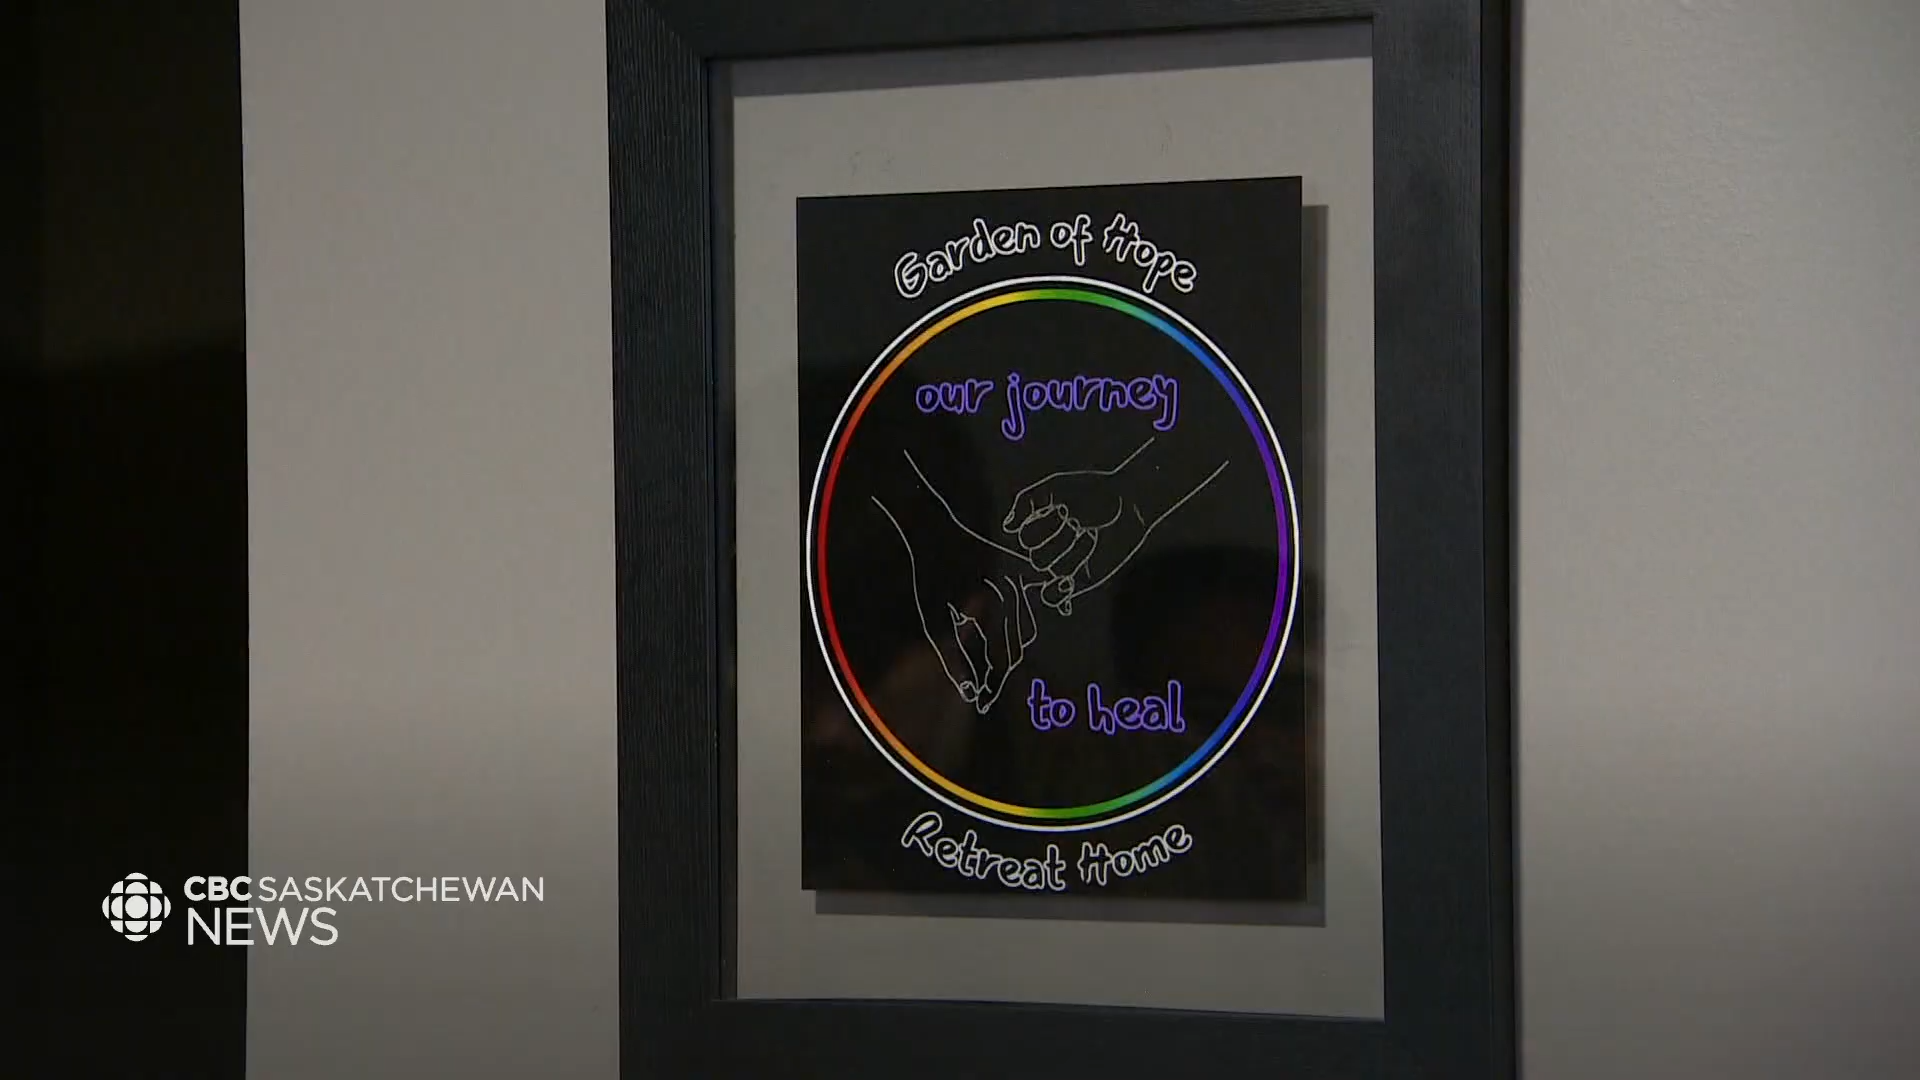 Garden of Hope
our journey
to heal
Retreat Home
CBC SASKATCHEWAN
NEWS